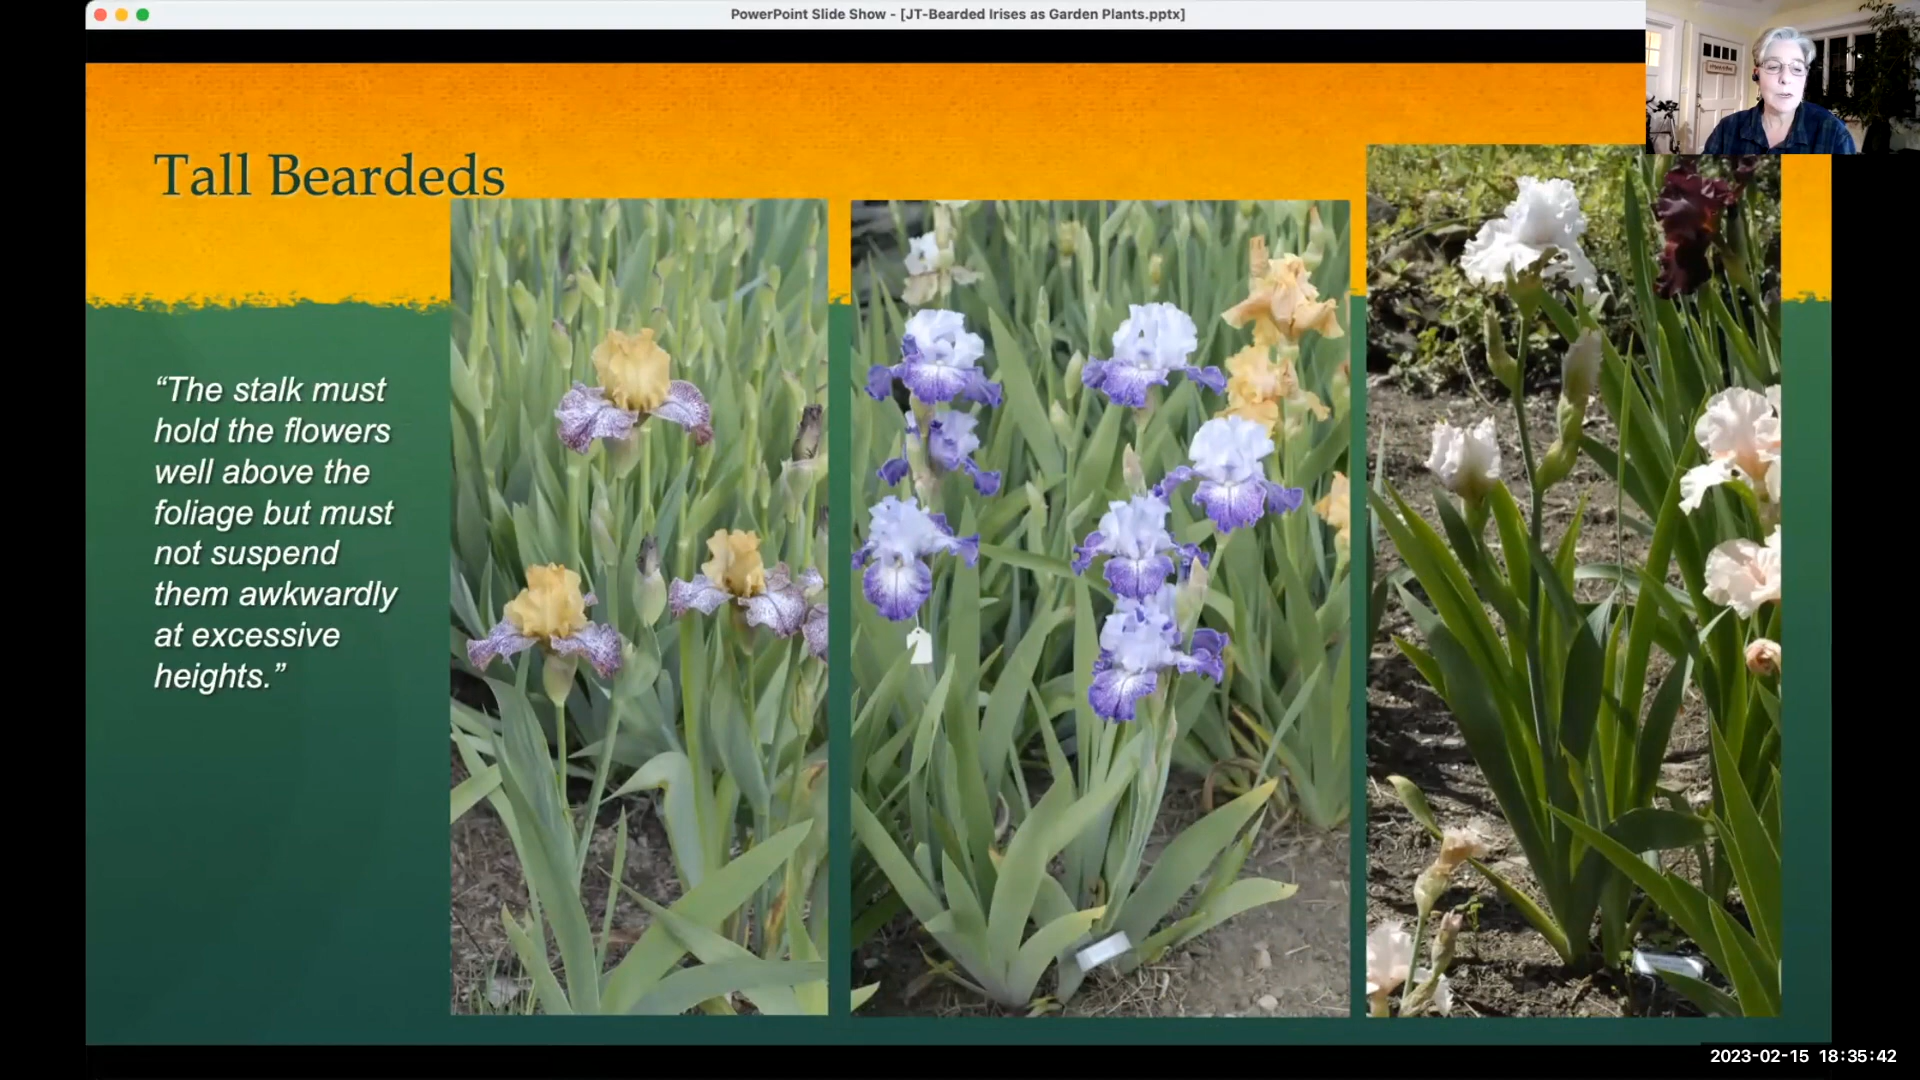 PowerPoint Slide Show - [JT-Bearded Irises as Garden Plants.pptx]
Tall Beardeds
“The stalk must
hold the flowers
well above the
foliage but must
not suspend
them awkwardly
at excessive
heights.”
2023-02-15 18:35:42